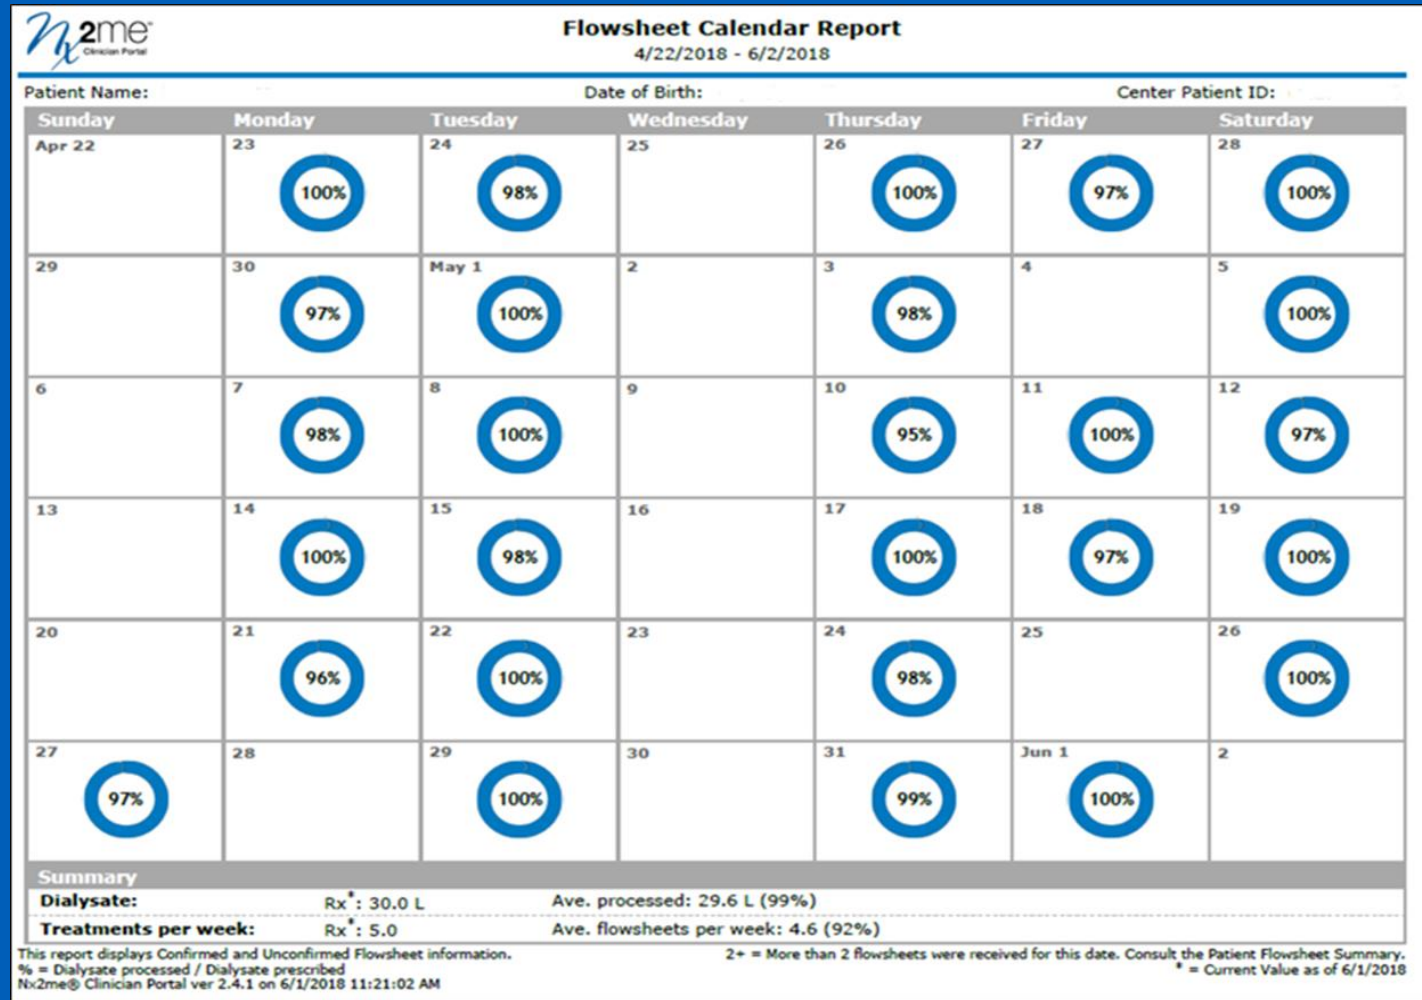 Nx2me™
Clinician Portal
Flowsheet Calendar Report
4/22/2018 - 6/2/2018
Patient Name: Date of Birth: Center Patient ID:
Sunday Monday Tuesday Wednesday Thursday Friday Saturday
Apr 22 23 24 25 26 27 28
100% 98% 100% 97% 100%
29 30 May 1 2 3 4 5
97% 100% 98% 100%
6 7 8 9 10 11 12
98% 100% 95% 100% 97%
13 14 15 16 17 18 19
100% 98% 100% 97% 100%
20 21 22 23 24 25 26
96% 100% 98% 100%
27 28 29 30 31 Jun 1 2
97% 100% 99% 100%
Summary
Dialysate: Rx*: 30.0 L Ave. processed: 29.6 L (99%)
Treatments per week: Rx*: 5.0 Ave. flowsheets per week: 4.6 (92%)
This report displays Confirmed and Unconfirmed Flowsheet information. 2+ = More than 2 flowsheets were received for this date. Consult the Patient Flowsheet Summary.
% = Dialysate processed / Dialysate prescribed * = Current Value as of 6/1/2018
Nx2me® Clinician Portal ver 2.4.1 on 6/1/2018 11:21:02 AM